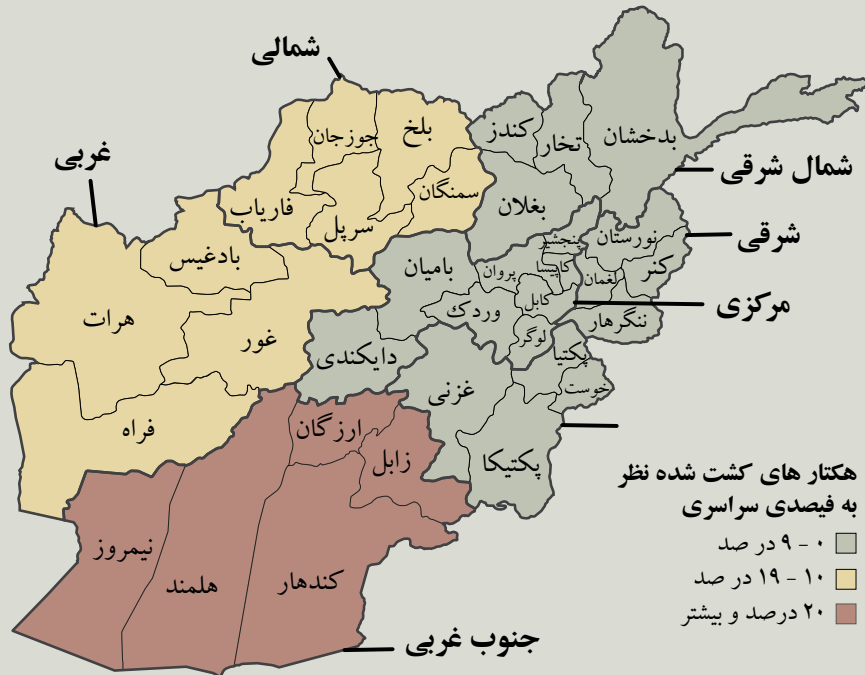 شمالی
غربی
شمال شرقی
شرقی
مرکزی
جنوب غربی
بدخشان
تخار
کندز
بغلان
بلخ
جوزجان
سمنگان
سرپل
فاریاب
بادغیس
هرات
غور
فراه
نورستان
کنر
لغمان
ننگرهار
پنجشیر
کاپیسا
پروان
کابل
وردک
لوگر
بامیان
دایکندی
غزنی
پکتیا
خوست
پکتیکا
ارزگان
زابل
کندهار
هلمند
نیمروز
هکتار های کشت شده نظر
به فیصدی سراسری
۰ - ۹ در صد
۱۰ - ۱۹ در صد
۲۰ درصد و بیشتر